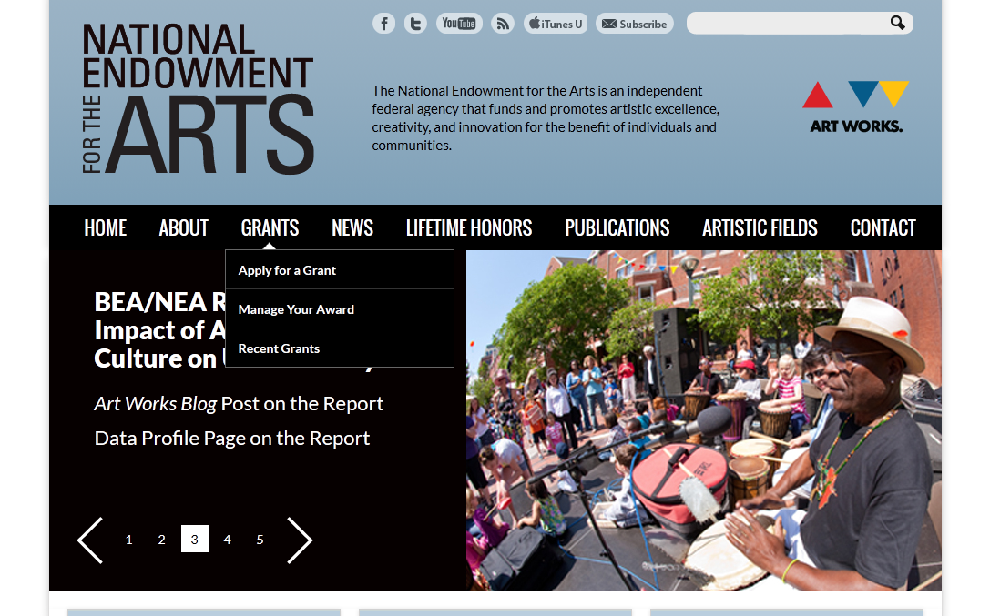 NATIONAL
ENDOWMENT
FOR THE
ARTS
f
t
YouTube
iTunes U
Subscribe
The National Endowment for the Arts is an independent
federal agency that funds and promotes artistic excellence,
creativity, and innovation for the benefit of individuals and
communities.
ART WORKS.
HOME ABOUT GRANTS NEWS LIFETIME HONORS PUBLICATIONS ARTISTIC FIELDS CONTACT
Apply for a Grant
Manage Your Award
Recent Grants
BEA/NEA
Impact of
Culture on
Art Works Blog Post on the Report
Data Profile Page on the Report
1 2 3 4 5